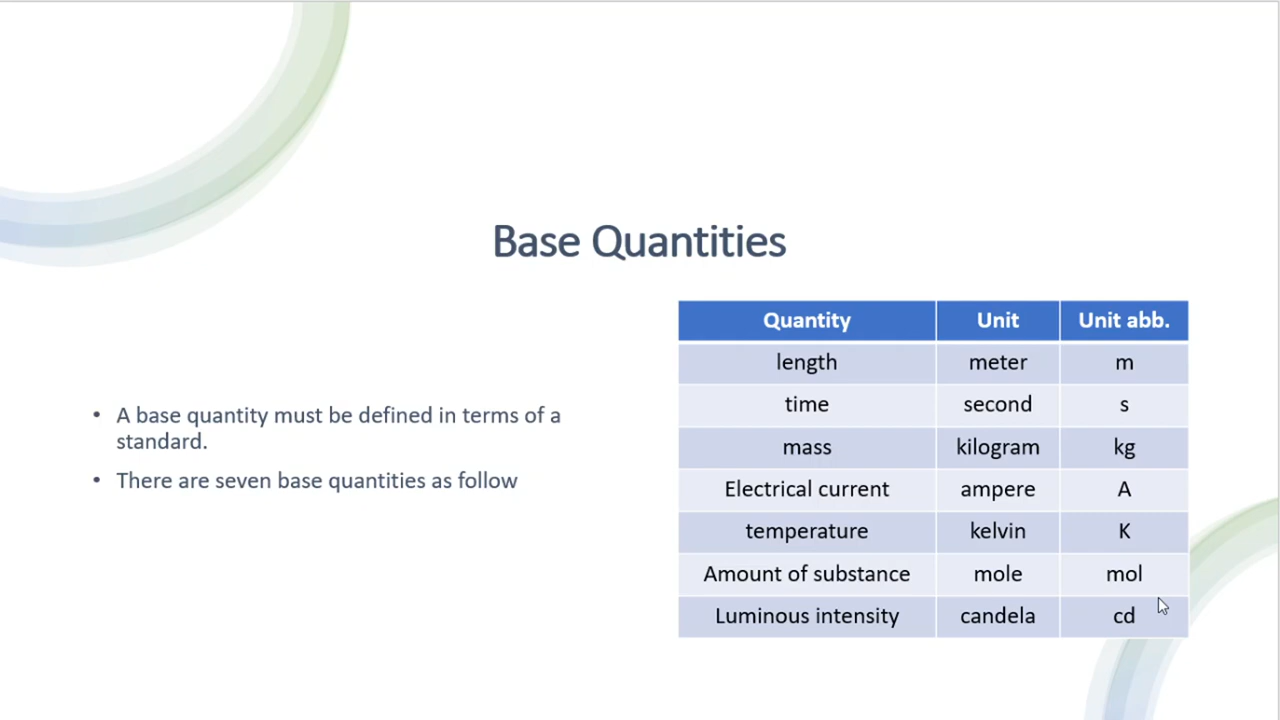 Base Quantities
• A base quantity must be defined in terms of a
standard.
• There are seven base quantities as follow
Quantity Unit Unit abb.
length meter m
time second s
mass kilogram kg
Electrical current ampere A
temperature kelvin K
Amount of substance mole mol
Luminous intensity candela cd